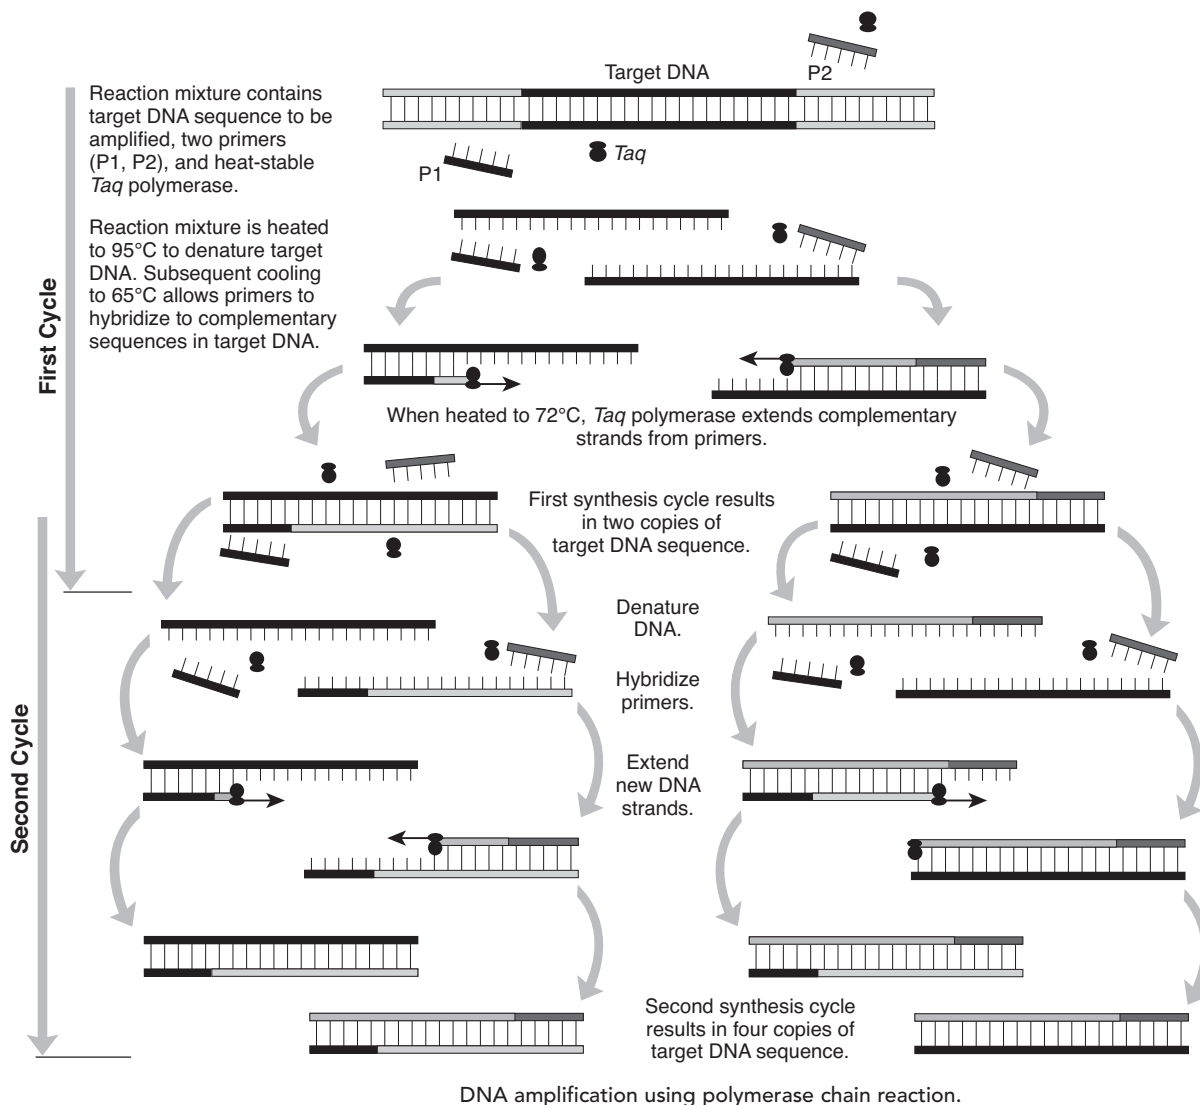 Target DNA
P2
Reaction mixture contains
target DNA sequence to be
amplified, two primers
(P1, P2), and heat-stable
Taq polymerase.
P1
Taq
Reaction mixture is heated
to 95°C to denature target
DNA. Subsequent cooling
to 65°C allows primers to
hybridize to complementary
sequences in target DNA.
First Cycle
When heated to 72°C, Taq polymerase extends complementary
strands from primers.
First synthesis cycle results
in two copies of
target DNA sequence.
Second Cycle
Denature
DNA.
Hybridize
primers.
Extend
new DNA
strands.
Second synthesis cycle
results in four copies of
target DNA sequence.
DNA amplification using polymerase chain reaction.